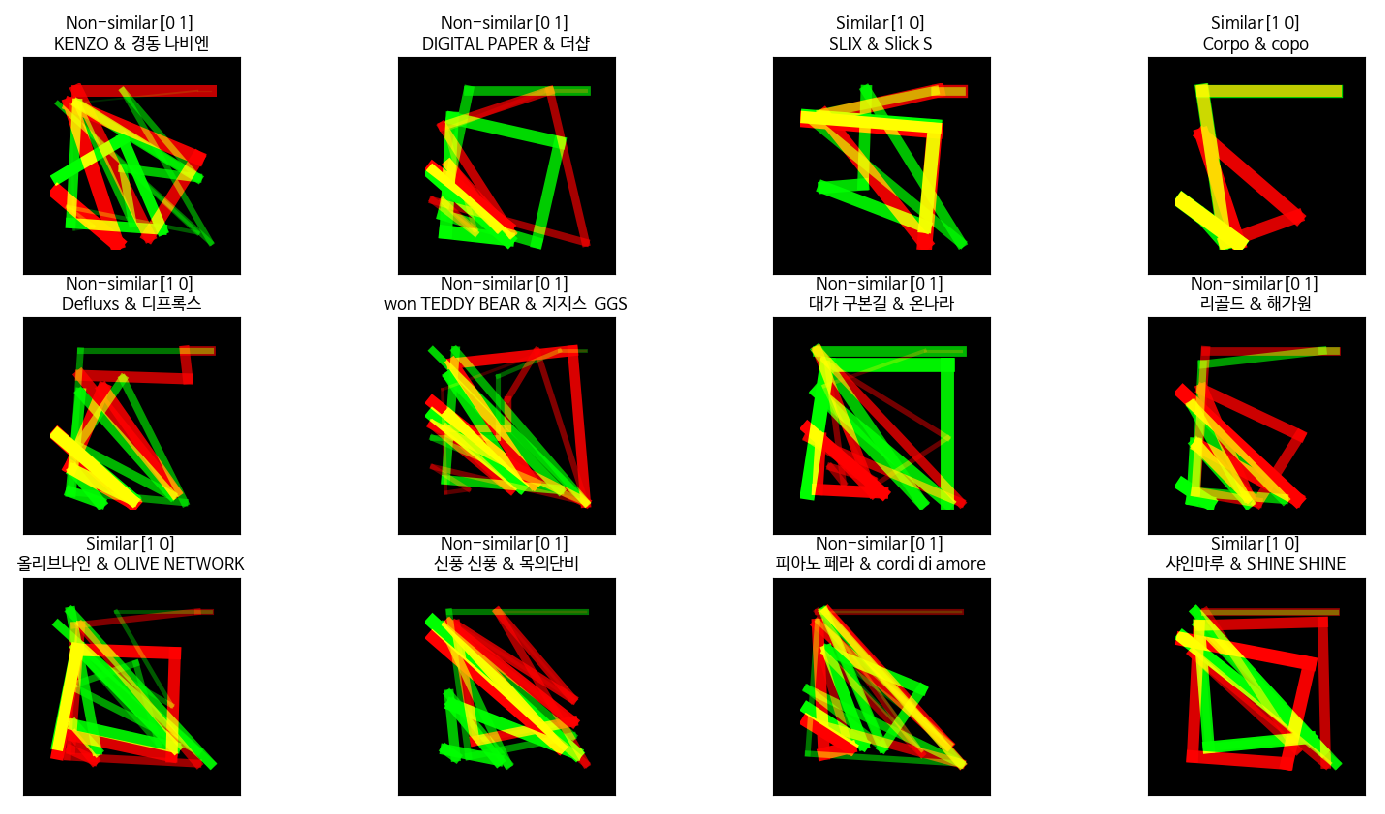 Non-similar[0 1]
KENZO & 경동 나비엔
Non-similar[0 1]
DIGITAL PAPER & 더샵
Similar[1 0]
SLIX & Slick S
Similar[1 0]
Corpo & copo
Non-similar[1 0]
Defluxs & 디프록스
Non-similar[0 1]
won TEDDY BEAR & 지지스  GGS
Non-similar[0 1]
대가 구본길 & 온나라
Non-similar[0 1]
리골드 & 해가원
Similar[1 0]
올리브나인 & OLIVE NETWORK
Non-similar[0 1]
신풍 신풍 & 목의단비
Non-similar[0 1]
피아노 페라 & cordi di amore
Similar[1 0]
샤인마루 & SHINE SHINE